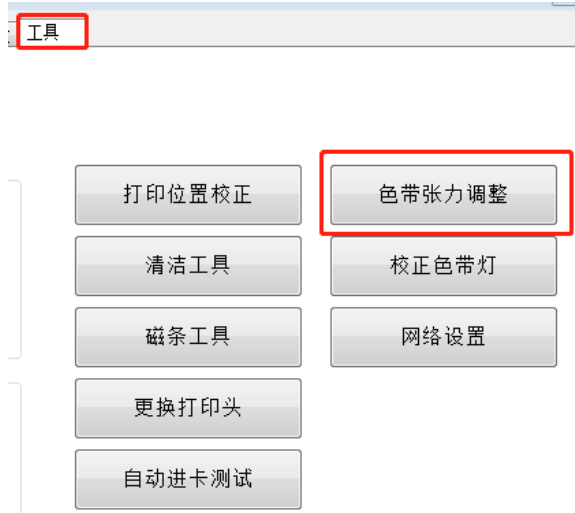 工具
打印位置校正
色带张力调整
清洁工具
校正色带灯
磁条工具
网络设置
更换打印头
自动进卡测试